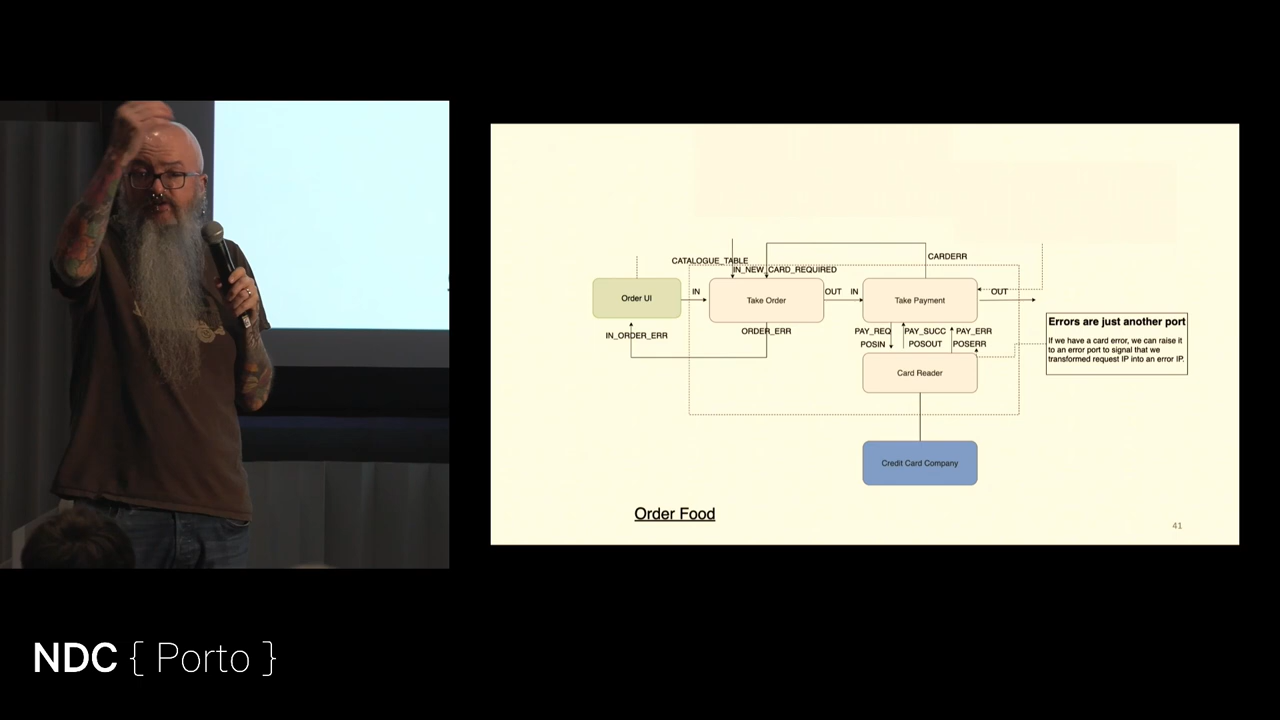 CATALOGUE_TABLE
IN_NEW_CARD_REQUIRED
CARDERR
Order UI
IN
Take Order
OUT
IN
Take Payment
OUT
IN_ORDER_ERR
ORDER_ERR
PAY_REQ
PAY_SUCC
PAY_ERR
POSIN
POSOUT
POSERR
Card Reader
Credit Card Company
Errors are just another port
If we have a card error, we can raise it
to an error port to signal that we
transformed request IP into an error IP.
Order Food
41
NDC { Porto }